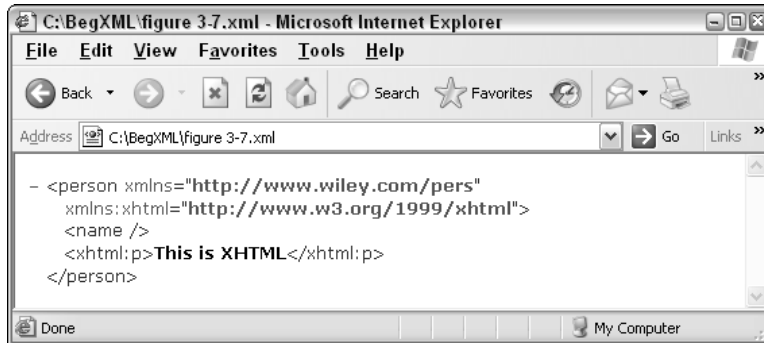 C:\BegXML\figure 3-7.xml - Microsoft Internet Explorer
File Edit View Favorites Tools Help
Back Search Favorites »
Address C:\BegXML\figure 3-7.xml Go Links »
– <person xmlns="http://www.wiley.com/pers"
xmlns:xhtml="http://www.w3.org/1999/xhtml">
<name />
<xhtml:p>This is XHTML</xhtml:p>
</person>
Done My Computer